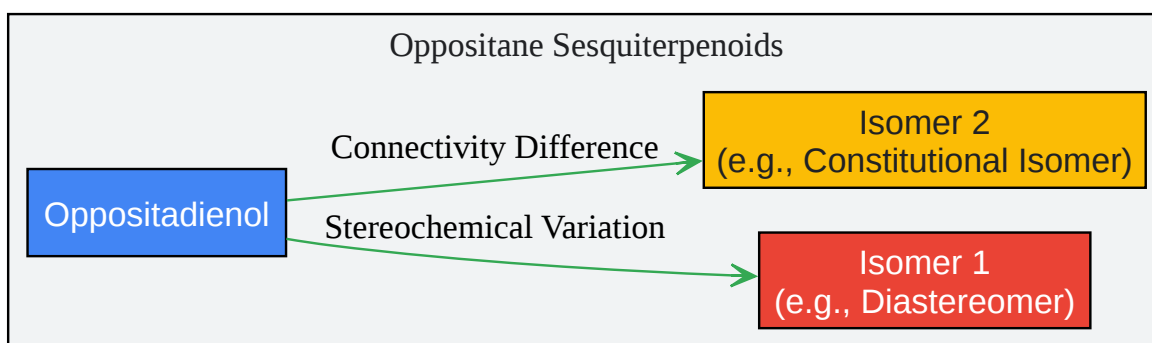 Oppositane Sesquiterpenoids
Oppositadienol
Connectivity Difference
Isomer 2
(e.g., Constitutional Isomer)
Stereochemical Variation
Isomer 1
(e.g., Diastereomer)